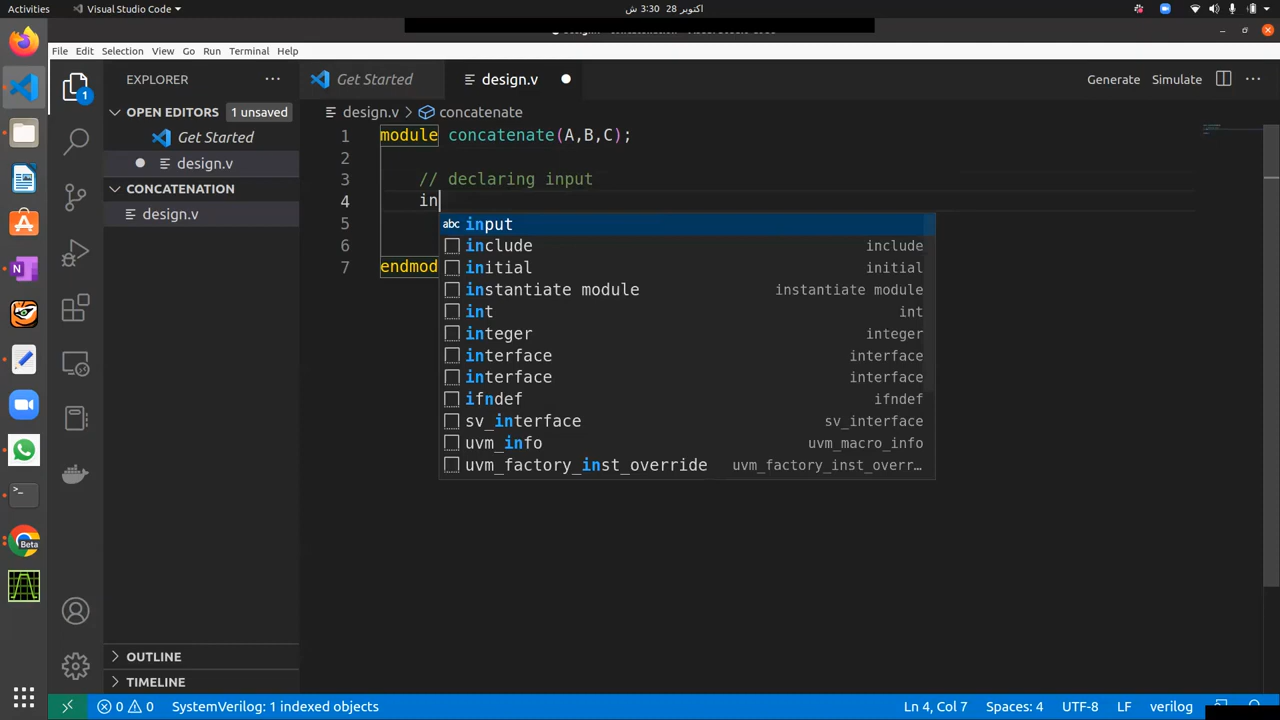 Activities
Visual Studio Code
اكتوبر 28 3:30 ش
File Edit Selection View Go Run Terminal Help
EXPLORER
Get Started
design.v
Generate
Simulate
1
OPEN EDITORS
1 unsaved
Get Started
design.v
CONCATENATION
design.v
design.v > concatenate
1 module concatenate(A,B,C);
2
3 // declaring input
4 in
5
6
7 endmod
abc input
include include
initial initial
instantiate module instantiate module
int int
integer integer
interface interface
interface interface
ifndef ifndef
sv_interface sv_interface
uvm_info uvm_macro_info
uvm_factory_inst_override uvm_factory_inst_overr…
Beta
OUTLINE
TIMELINE
0 0
SystemVerilog: 1 indexed objects
Ln 4, Col 7
Spaces: 4
UTF-8
LF
verilog